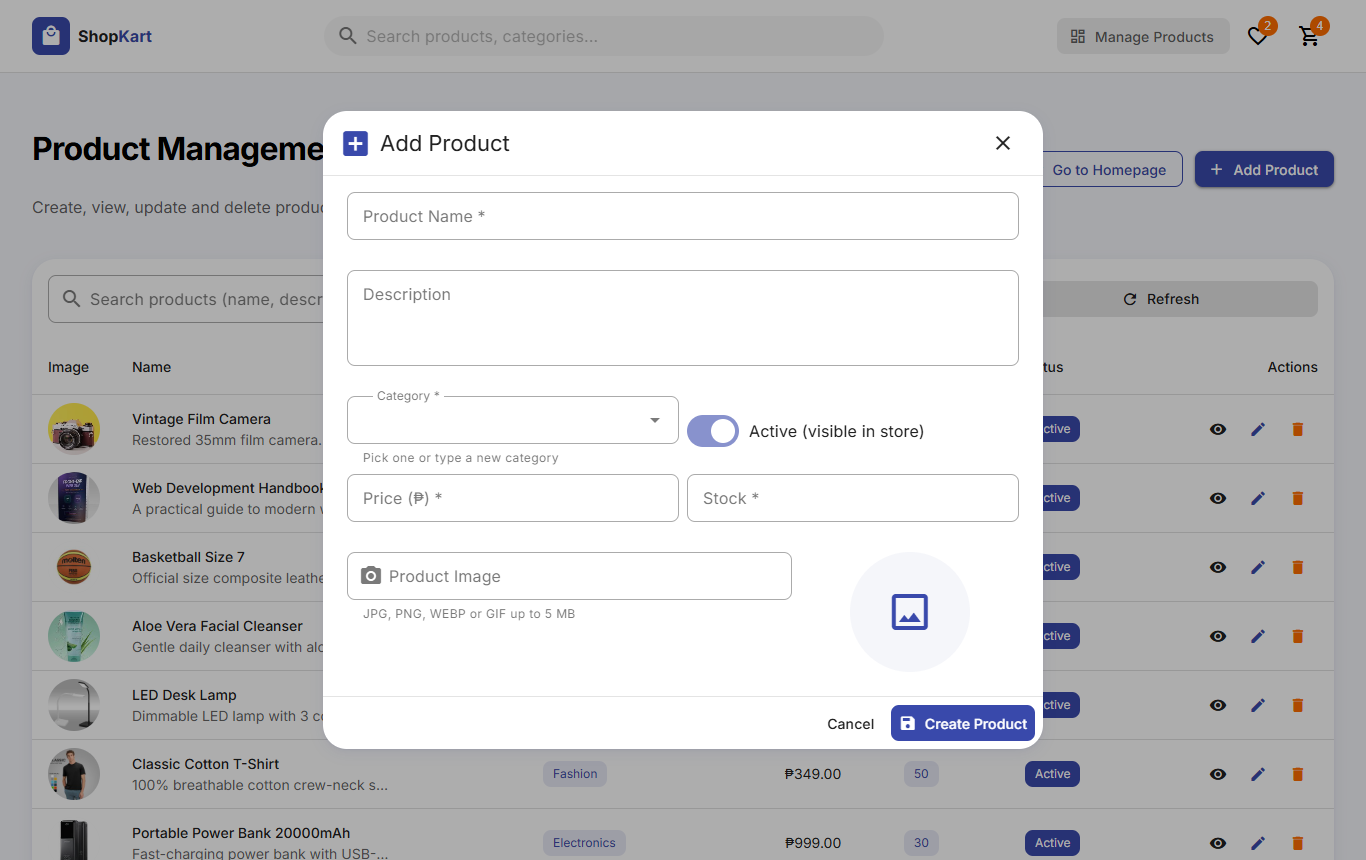 ShopKart
Search products, categories...
Manage Products
2
4
Product Manageme
Go to Homepage
Add Product
Create, view, update and delete produc
Search products (name, descr
Refresh
Image
Name
tus
Actions
Vintage Film Camera
Restored 35mm film camera.
ctive
Web Development Handbook
A practical guide to modern w
ctive
Basketball Size 7
Official size composite leathe
ctive
Aloe Vera Facial Cleanser
Gentle daily cleanser with alo
ctive
LED Desk Lamp
Dimmable LED lamp with 3 co
ctive
Classic Cotton T-Shirt
100% breathable cotton crew-neck s...
Fashion
₱349.00
50
Active
Portable Power Bank 20000mAh
Fast-charging power bank with USB-...
Electronics
₱999.00
30
Active
Add Product
Product Name *
Description
Category *
Pick one or type a new category
Active (visible in store)
Price (₱) *
Stock *
Product Image
JPG, PNG, WEBP or GIF up to 5 MB
Cancel
Create Product
molten